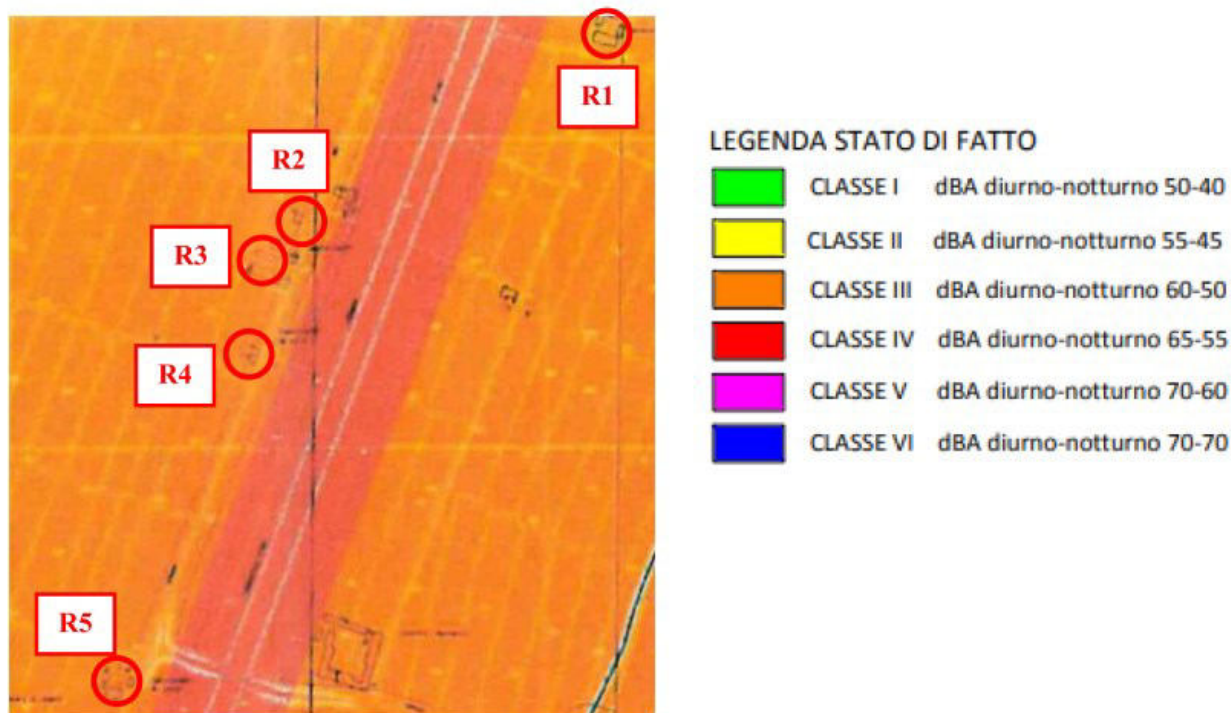 R1
R2
R3
R4
R5
LEGENDA STATO DI FATTO
CLASSE I dBA diurno-notturno 50-40
CLASSE II dBA diurno-notturno 55-45
CLASSE III dBA diurno-notturno 60-50
CLASSE IV dBA diurno-notturno 65-55
CLASSE V dBA diurno-notturno 70-60
CLASSE VI dBA diurno-notturno 70-70